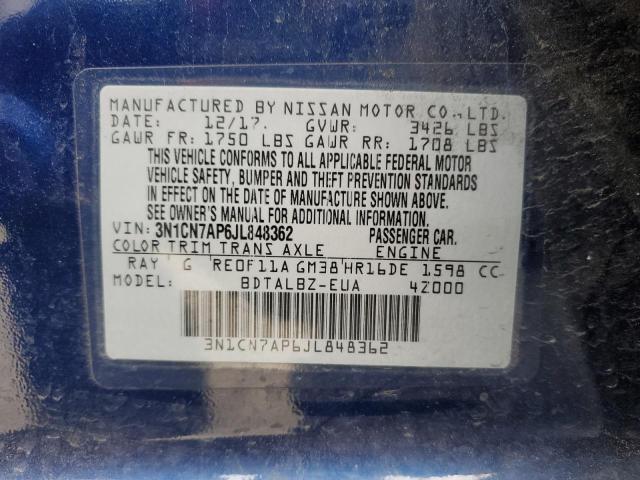 MANUFACTURED BY NISSAN MOTOR CO., LTD.
DATE: 12/17. GVWR: 3426 LBS
GAWR FR: 1750 LBS GAWR RR: 1708 LBS
THIS VEHICLE CONFORMS TO ALL APPLICABLE FEDERAL MOTOR
VEHICLE SAFETY, BUMPER AND THEFT PREVENTION STANDARDS
IN EFFECT ON THE DATE OF MANUFACTURE SHOWN ABOVE.
SEE OWNER'S MANUAL FOR ADDITIONAL INFORMATION.
VIN: 3N1CN7AP6JL848362 PASSENGER CAR.
COLOR TRIM TRANS AXLE ENGINE
RAY G RE0F11A GM38 HR16DE 1598 CC
MODEL: BDTALBZ-EUA 4Z000
3N1CN7AP6JL848362